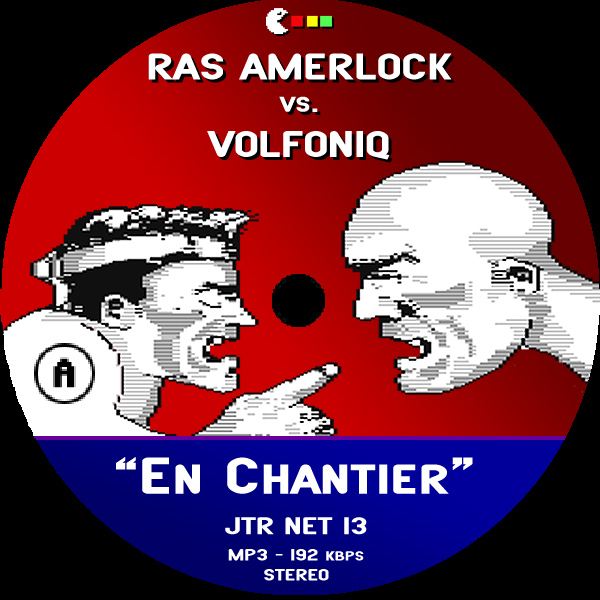 RAS AMERLOCK
VS.
VOLFONIQ
A
“EN CHANTIER”
JTR NET 13
MP3 - 192 KBPS
STEREO